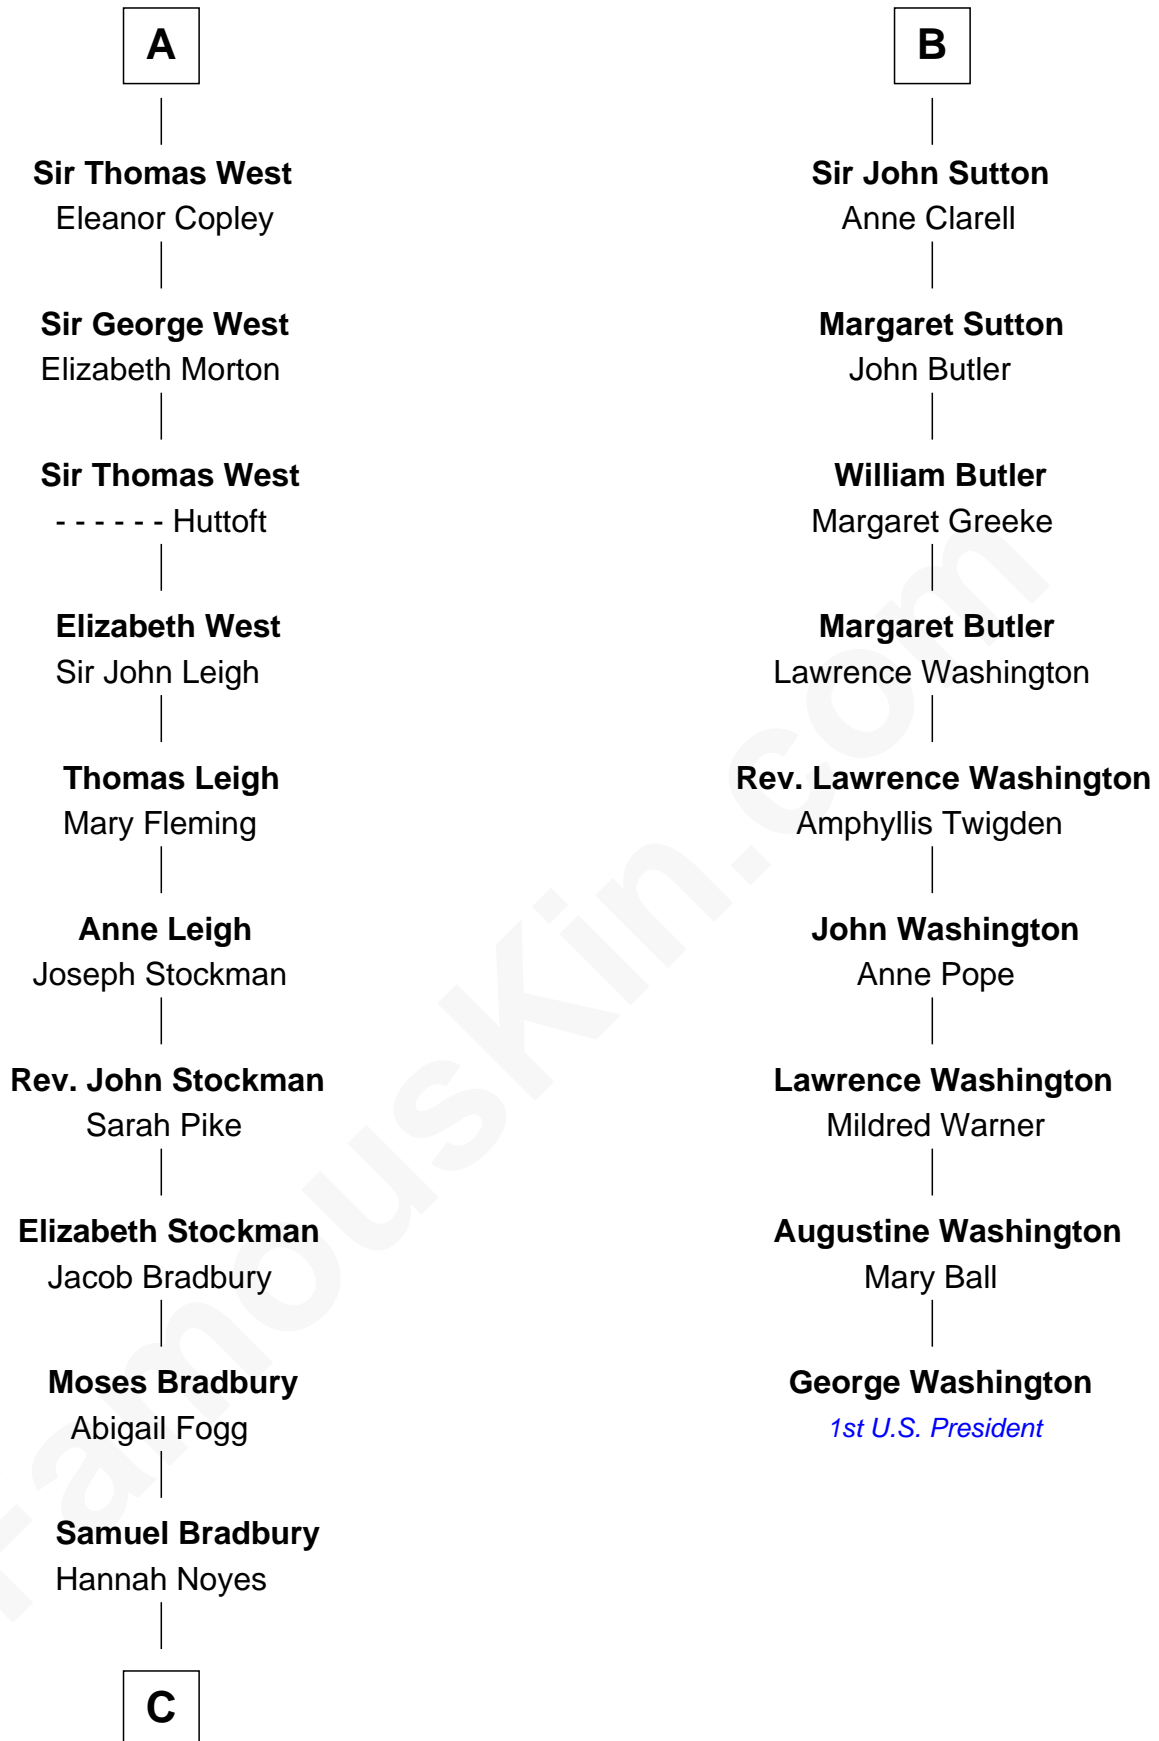 A
Sir Thomas West
Eleanor Copley
Sir George West
Elizabeth Morton
Sir Thomas West
- - - - - - Huttoft
Elizabeth West
Sir John Leigh
Thomas Leigh
Mary Fleming
Anne Leigh
Joseph Stockman
Rev. John Stockman
Sarah Pike
Elizabeth Stockman
Jacob Bradbury
Moses Bradbury
Abigail Fogg
Samuel Bradbury
Hannah Noyes
C
B
Sir John Sutton
Anne Clarell
Margaret Sutton
John Butler
William Butler
Margaret Greeke
Margaret Butler
Lawrence Washington
Rev. Lawrence Washington
Amphyllis Twigden
John Washington
Anne Pope
Lawrence Washington
Mildred Warner
Augustine Washington
Mary Ball
George Washington
1st U.S. President
FamousKin.com